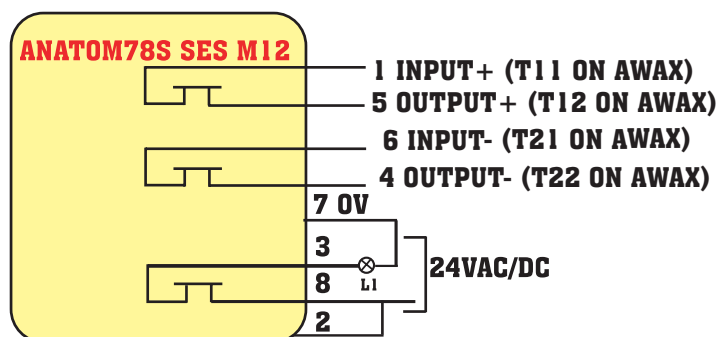 ANATOM78S SES M12
1 INPUT+ (T11 ON AWAX)
5 OUTPUT+ (T12 ON AWAX)
6 INPUT- (T21 ON AWAX)
4 OUTPUT- (T22 ON AWAX)
7 0V
3
24VAC/DC
8
L1
2